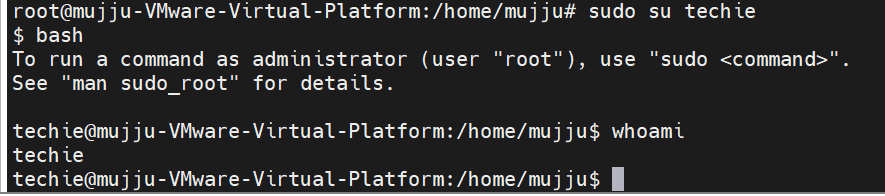 root@mujju-VMware-Virtual-Platform:/home/mujju# sudo su techie
$ bash
To run a command as administrator (user "root"), use "sudo <command>".
See "man sudo_root" for details.
techie@mujju-VMware-Virtual-Platform:/home/mujju$ whoami
techie
techie@mujju-VMware-Virtual-Platform:/home/mujju$